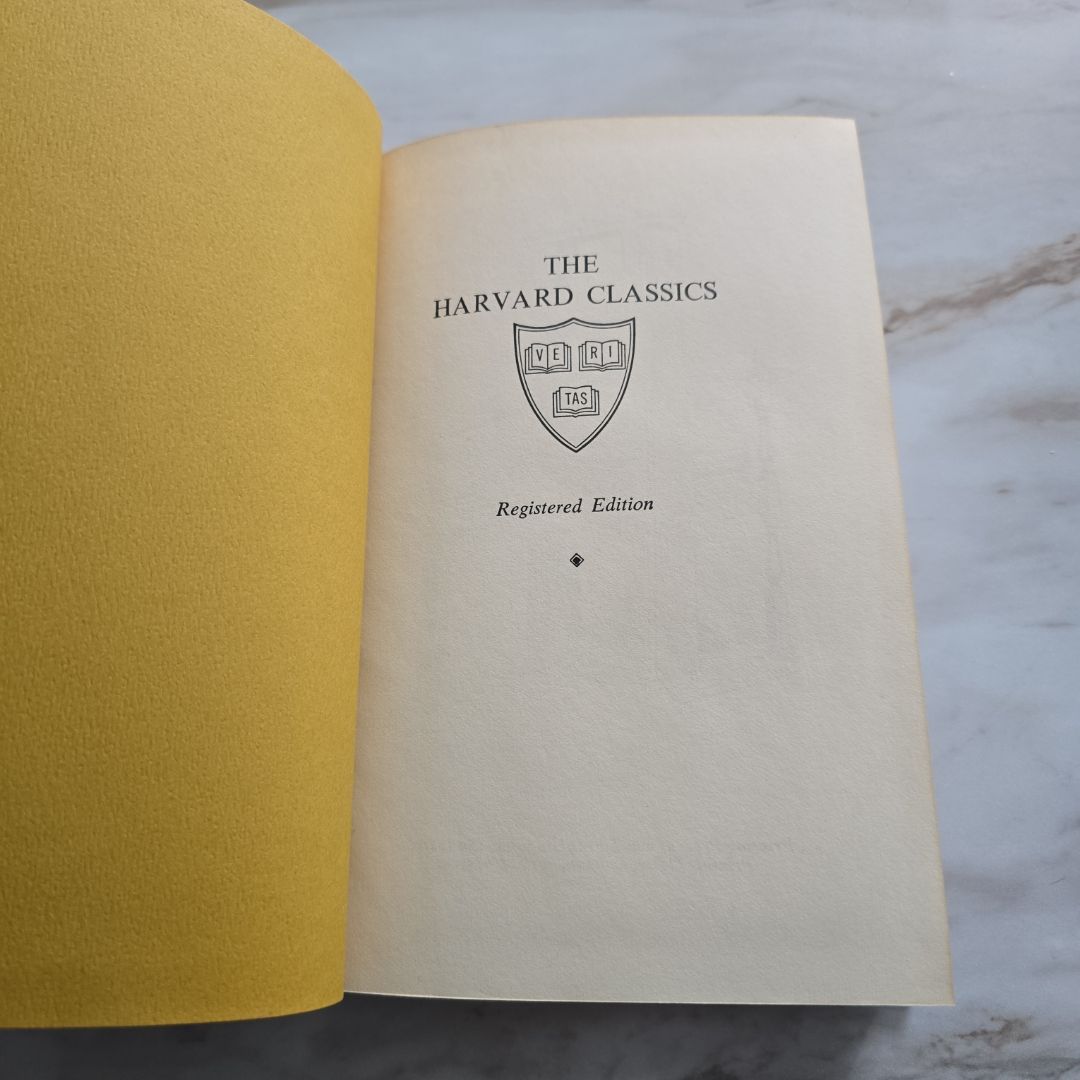 THE
HARVARD CLASSICS
VE RI
TAS
Registered Edition